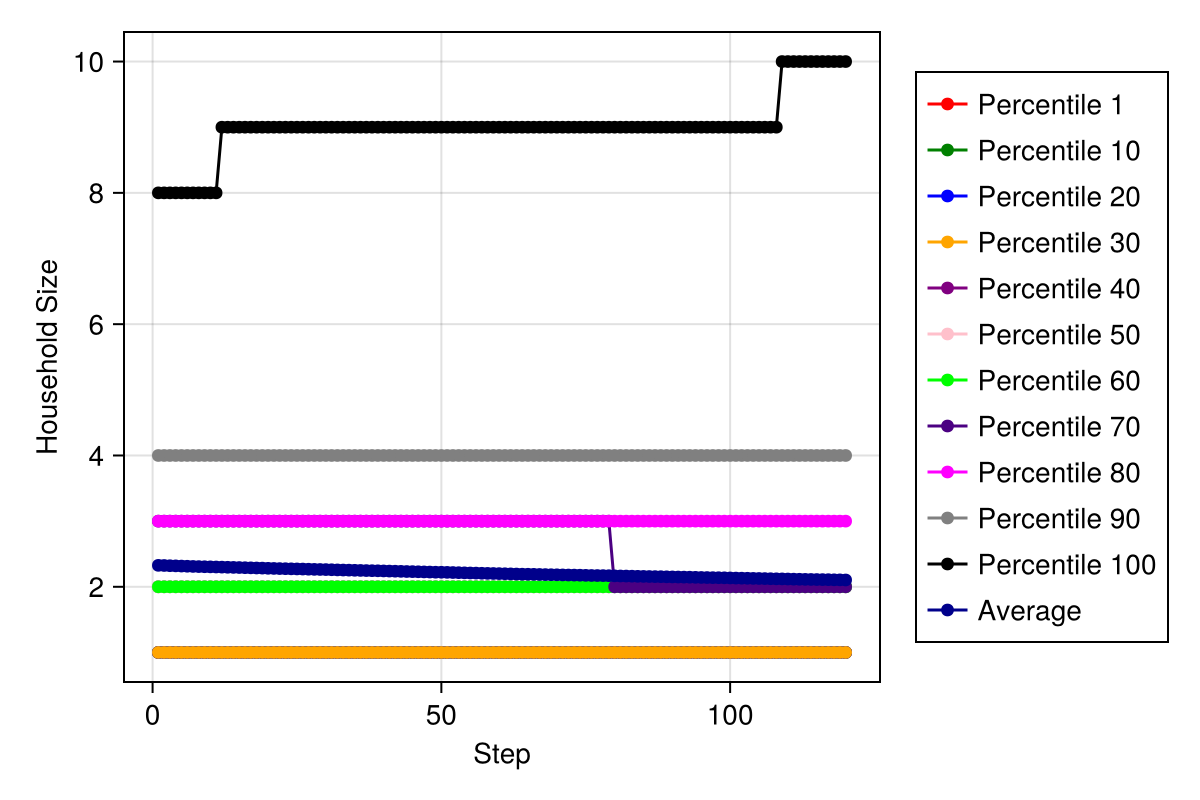 10
8
6
4
2
Household Size
0
50
100
Step
Percentile 1
Percentile 10
Percentile 20
Percentile 30
Percentile 40
Percentile 50
Percentile 60
Percentile 70
Percentile 80
Percentile 90
Percentile 100
Average